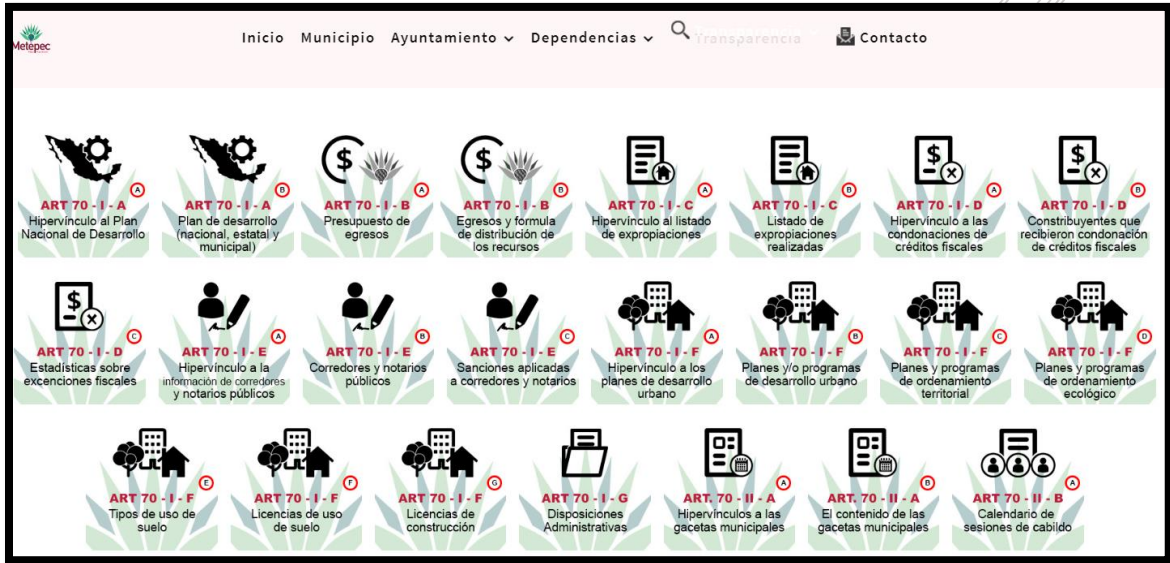 Metepec
Inicio Municipio Ayuntamiento Dependencias Transparencia Contacto
A
ART 70 - I - A
Hipervínculo al Plan
Nacional de Desarrollo
B
ART 70 - I - A
Plan de desarrollo
(nacional, estatal y
municipal)
$
A
ART 70 - I - B
Presupuesto de
egresos
$
B
ART 70 - I - B
Egresos y formula
de distribución de
los recursos
A
ART 70 - I - C
Hipervínculo al listado
de expropiaciones
B
ART 70 - I - C
Listado de
expropiaciones
realizadas
$
A
ART 70 - I - D
Hipervínculo a las
condonaciones de
créditos fiscales
$
B
ART 70 - I - D
Constribuyentes que
recibieron condonación
de créditos fiscales
$
C
ART 70 - I - D
Estadísticas sobre
excenciones fiscales
A
ART 70 - I - E
Hipervínculo a la
información de corredores
y notarios públicos
B
ART 70 - I - E
Corredores y notarios
públicos
C
ART 70 - I - E
Sanciones aplicadas
a corredores y notarios
A
ART 70 - I - F
Hipervínculo a los
planes de desarrollo
urbano
B
ART 70 - I - F
Planes y/o programas
de desarrollo urbano
C
ART 70 - I - F
Planes y programas
de ordenamiento
territorial
D
ART 70 - I - F
Planes y programas
de ordenamiento
ecológico
E
ART 70 - I - F
Tipos de uso de
suelo
F
ART 70 - I - F
Licencias de uso
de suelo
G
ART 70 - I - F
Licencias de
construcción
ART 70 - I - G
Disposiciones
Administrativas
A
ART. 70 - II - A
Hipervínculos a las
gacetas municipales
B
ART. 70 - II - A
El contenido de las
gacetas municipales
A
ART 70 - II - B
Calendario de
sesiones de cabildo